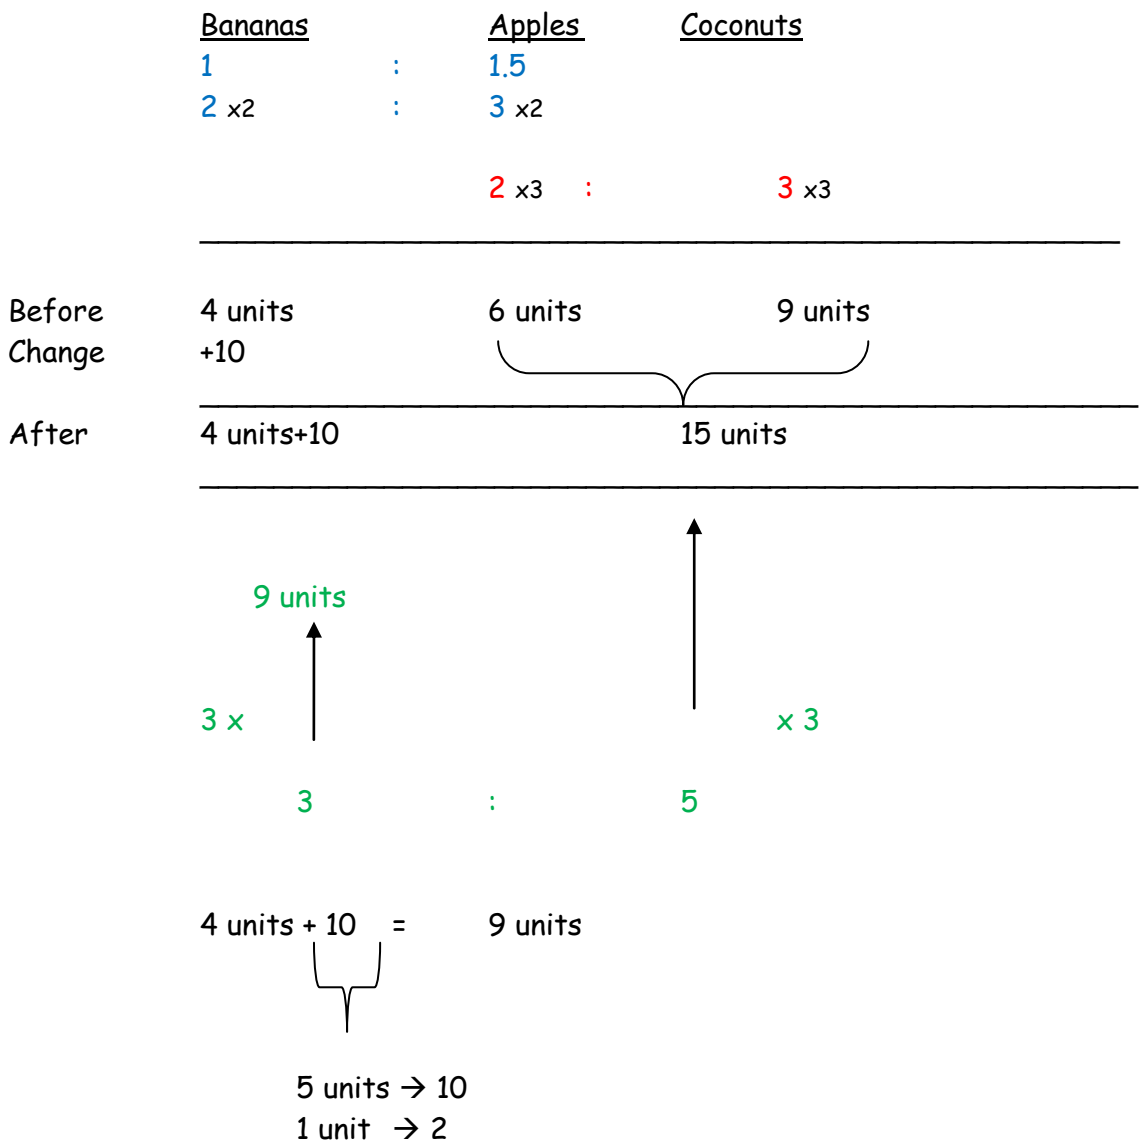 Bananas Apples Coconuts
1 : 1.5
2 x2 : 3 x2
2 x3 : 3 x3
Before 4 units 6 units 9 units
Change +10
After 4 units+10 15 units
9 units
3 x x 3
3 : 5
4 units + 10 = 9 units
5 units → 10
1 unit → 2